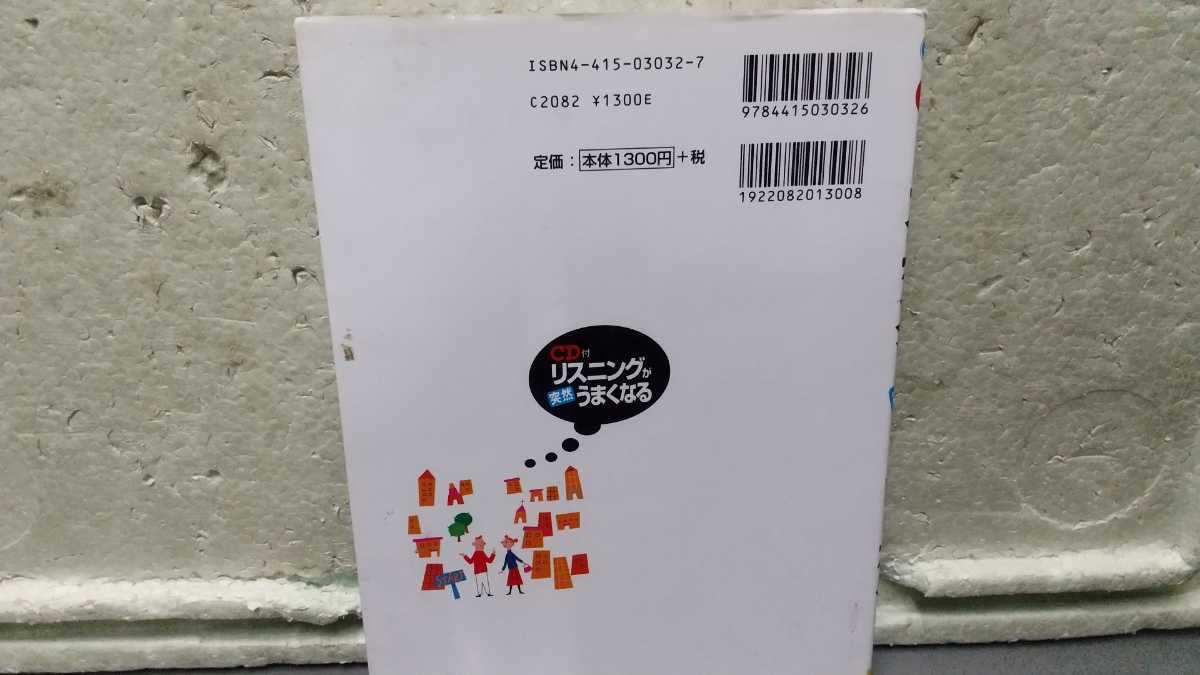 ISBN4-415-03032-7
C2082 ¥1300E
9784415030326
定価：本体1300円+税
1922082013008
CD付
リスニングが
突然うまくなる
START